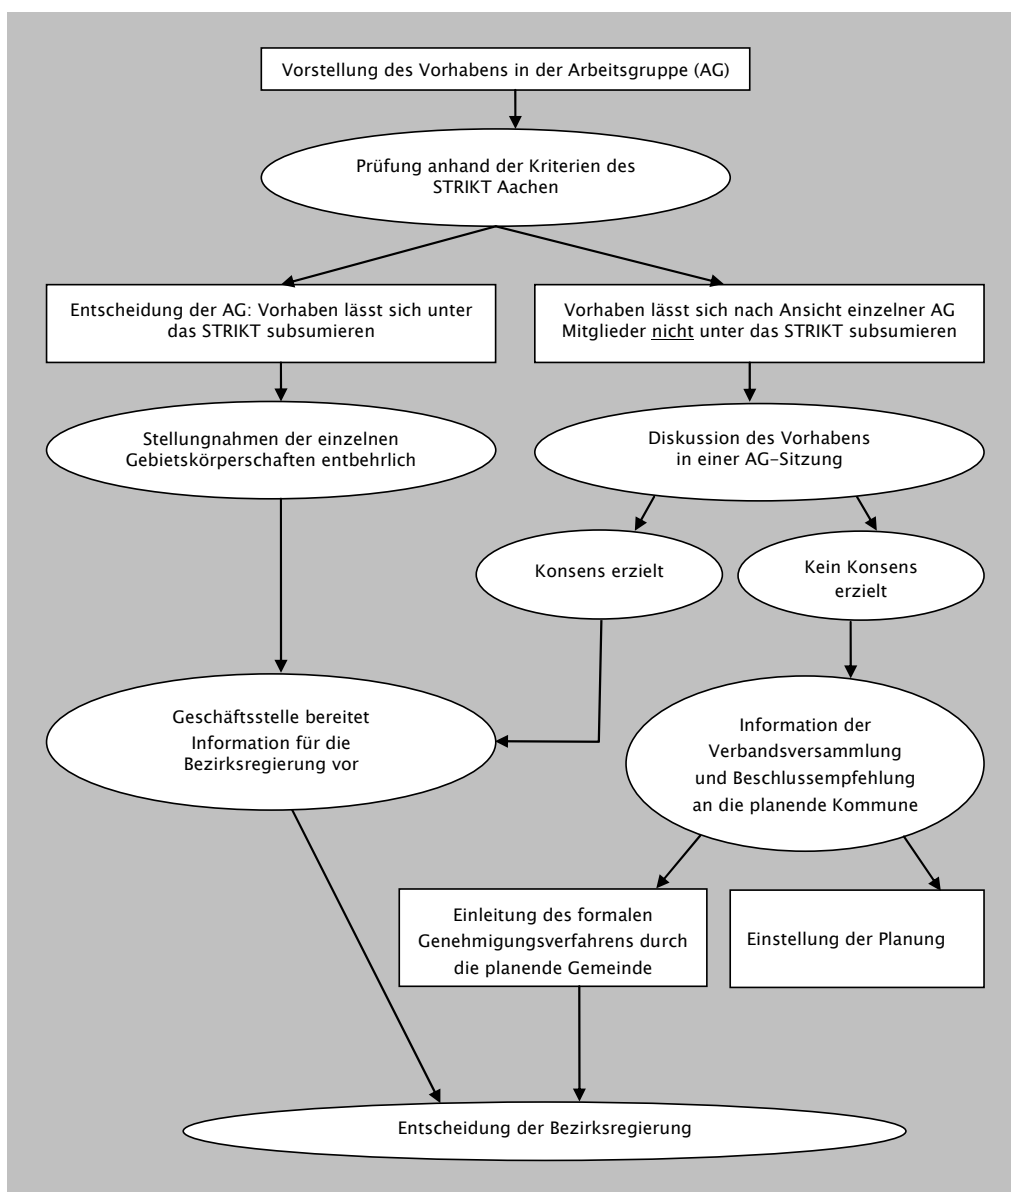 Vorstellung des Vorhabens in der Arbeitsgruppe (AG)
Prüfung anhand der Kriterien des
STRIKT Aachen
Entscheidung der AG: Vorhaben lässt sich unter
das STRIKT subsumieren
Vorhaben lässt sich nach Ansicht einzelner AG
Mitglieder nicht unter das STRIKT subsumieren
Stellungnahmen der einzelnen
Gebietskörperschaften entbehrlich
Diskussion des Vorhabens
in einer AG-Sitzung
Konsens erzielt
Kein Konsens
erzielt
Geschäftsstelle bereitet
Information für die
Bezirksregierung vor
Information der
Verbandsversammlung
und Beschlussempfehlung
an die planende Kommune
Einleitung des formalen
Genehmigungsverfahrens durch
die planende Gemeinde
Einstellung der Planung
Entscheidung der Bezirksregierung